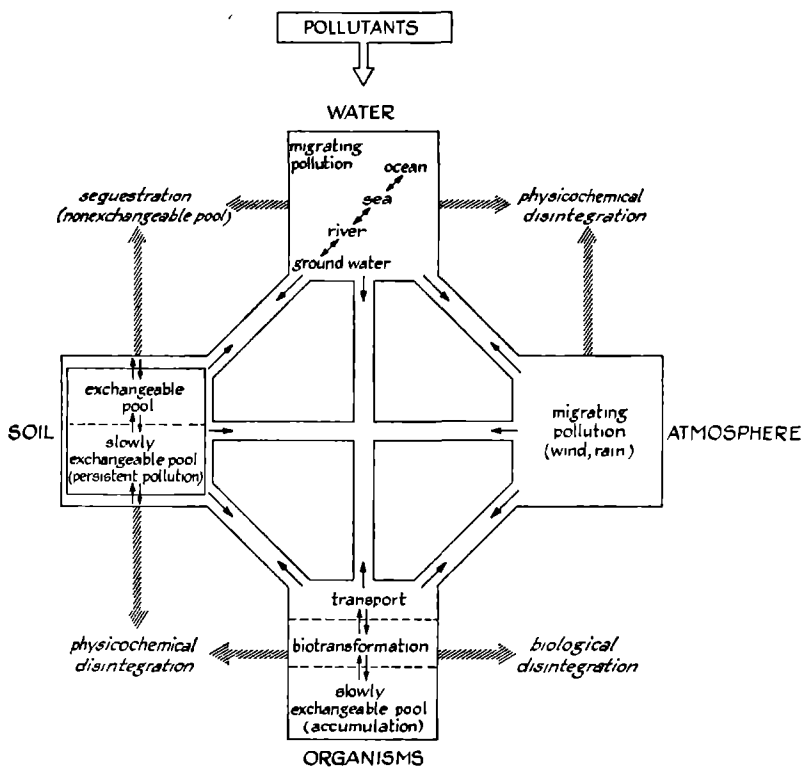 POLLUTANTS
WATER
migrating
pollution
ocean
sea
river
ground water
sequestration
(nonexchangeable pool)
physicochemical
disintegration
SOIL
exchangeable
pool
slowly
exchangeable pool
(persistent pollution)
migrating
pollution
(wind, rain)
ATMOSPHERE
transport
biotransformation
slowly
exchangeable pool
(accumulation)
physicochemical
disintegration
biological
disintegration
ORGANISMS